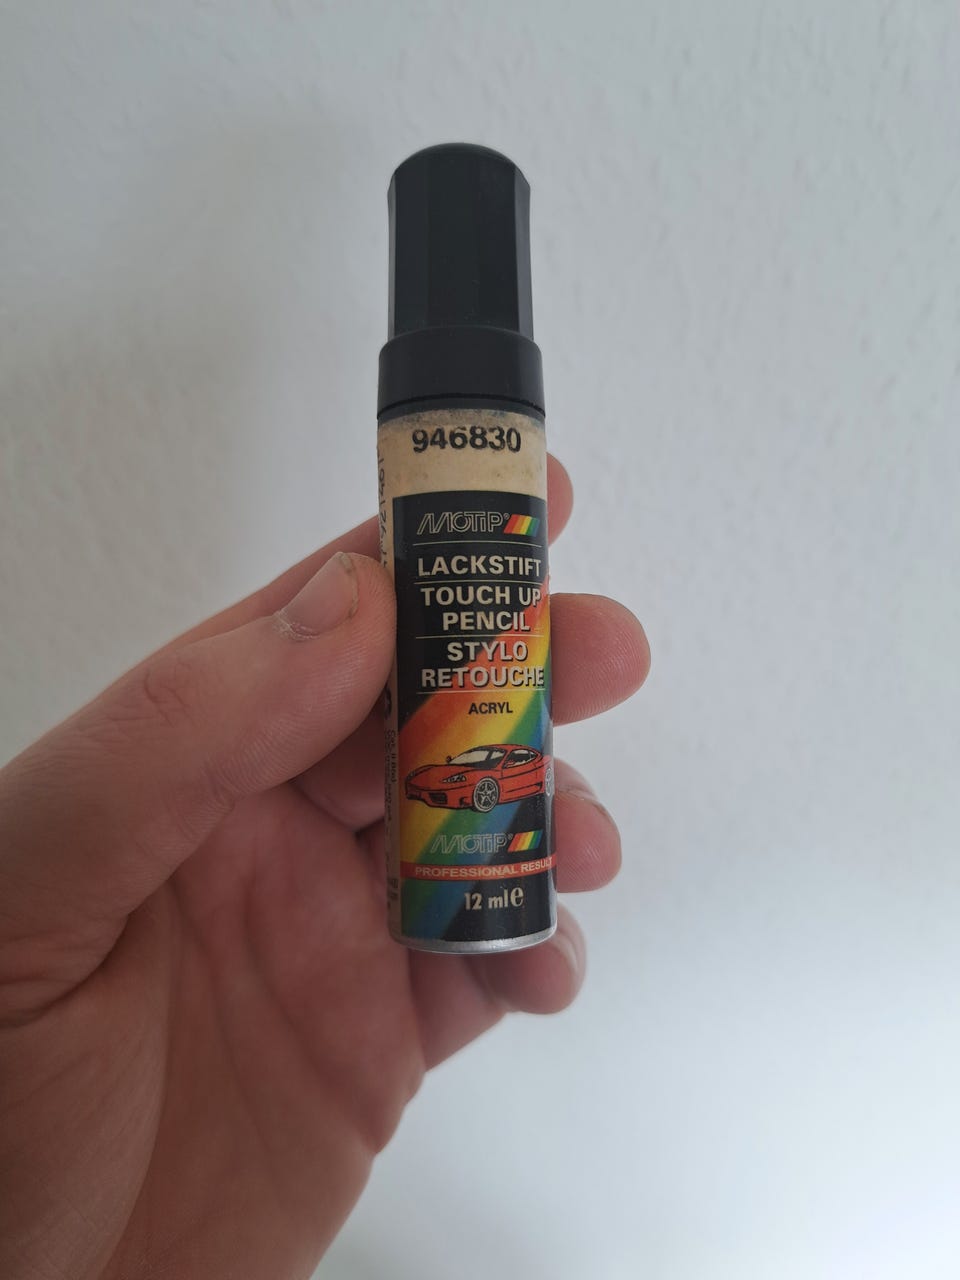 946830
MOTIP®
LACKSTIFT
TOUCH UP
PENCIL
STYLO
RETOUCHE
ACRYL
MOTIP®
PROFESSIONAL RESULT
12 ml e